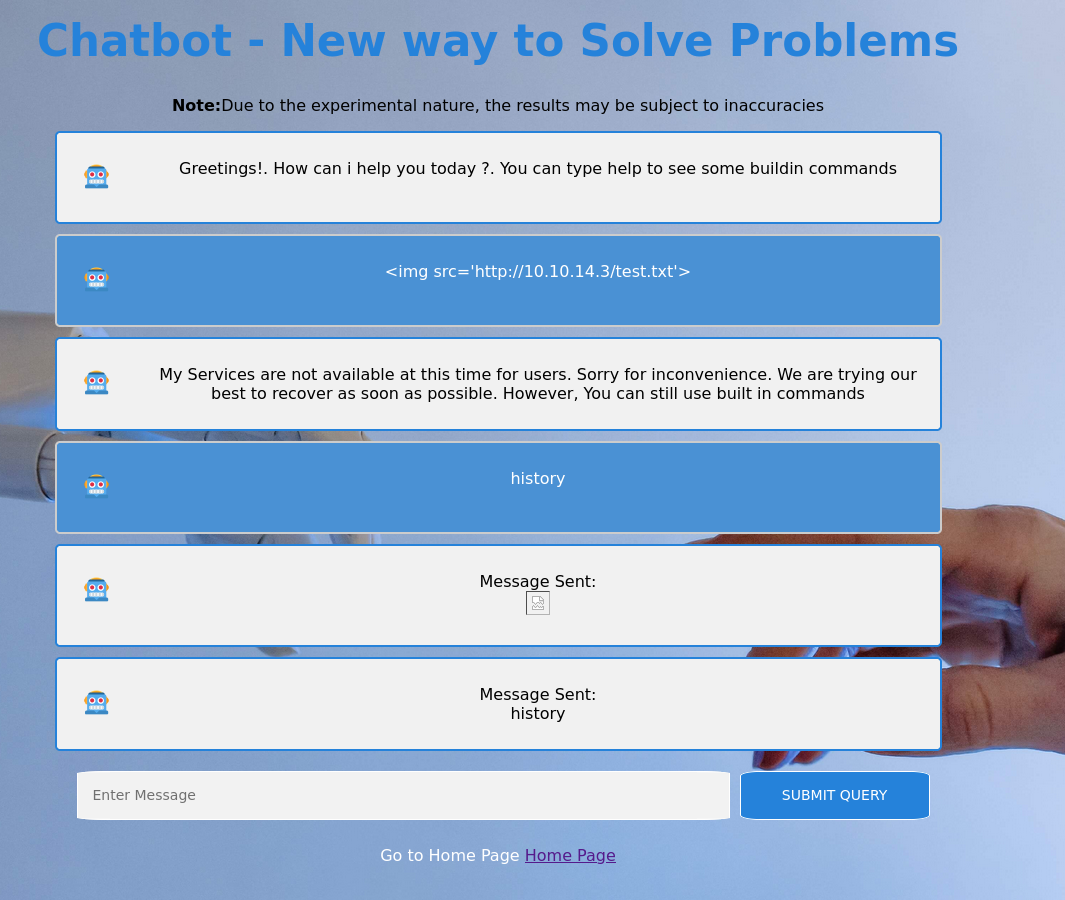 Chatbot - New way to Solve Problems
Note:Due to the experimental nature, the results may be subject to inaccuracies
Greetings!. How can i help you today ?. You can type help to see some buildin commands
<img src='http://10.10.14.3/test.txt'>
My Services are not available at this time for users. Sorry for inconvenience. We are trying our
best to recover as soon as possible. However, You can still use built in commands
history
Message Sent:
Message Sent:
history
Enter Message
SUBMIT QUERY
Go to Home Page Home Page